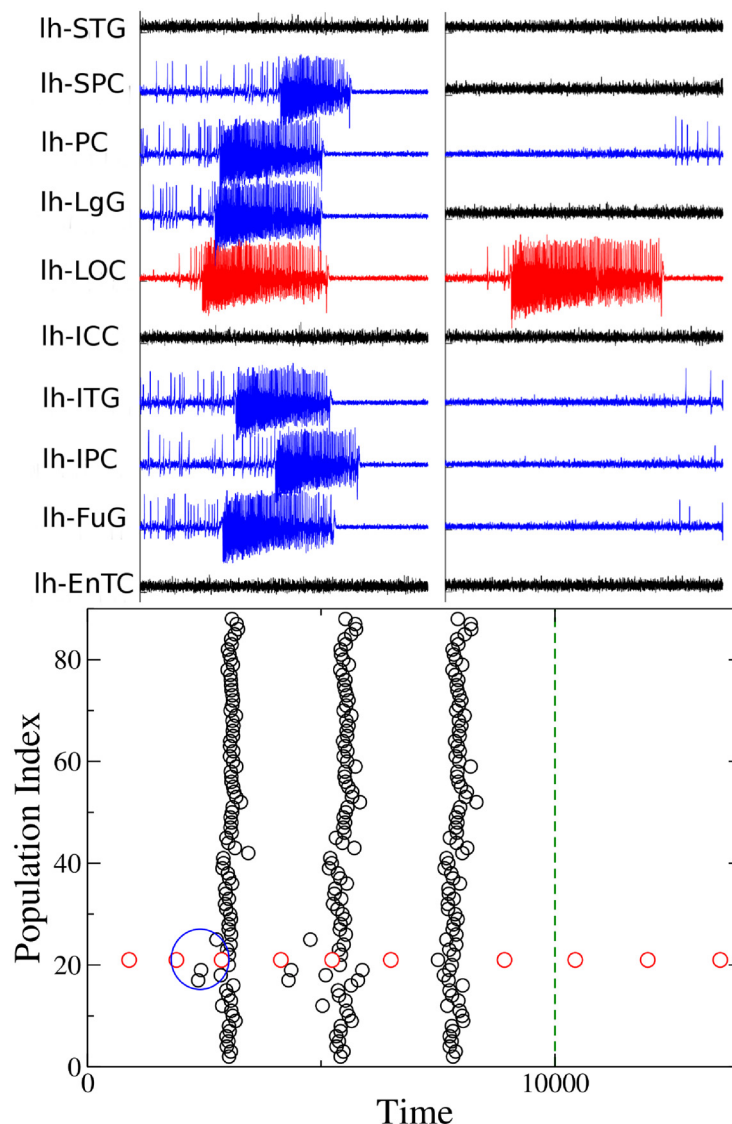 lh-STG
lh-SPC
lh-PC
lh-LgG
lh-LOC
lh-ICC
lh-ITG
lh-IPC
lh-FuG
lh-EnTC
80
60
40
20
0
Population Index
0
10000
Time